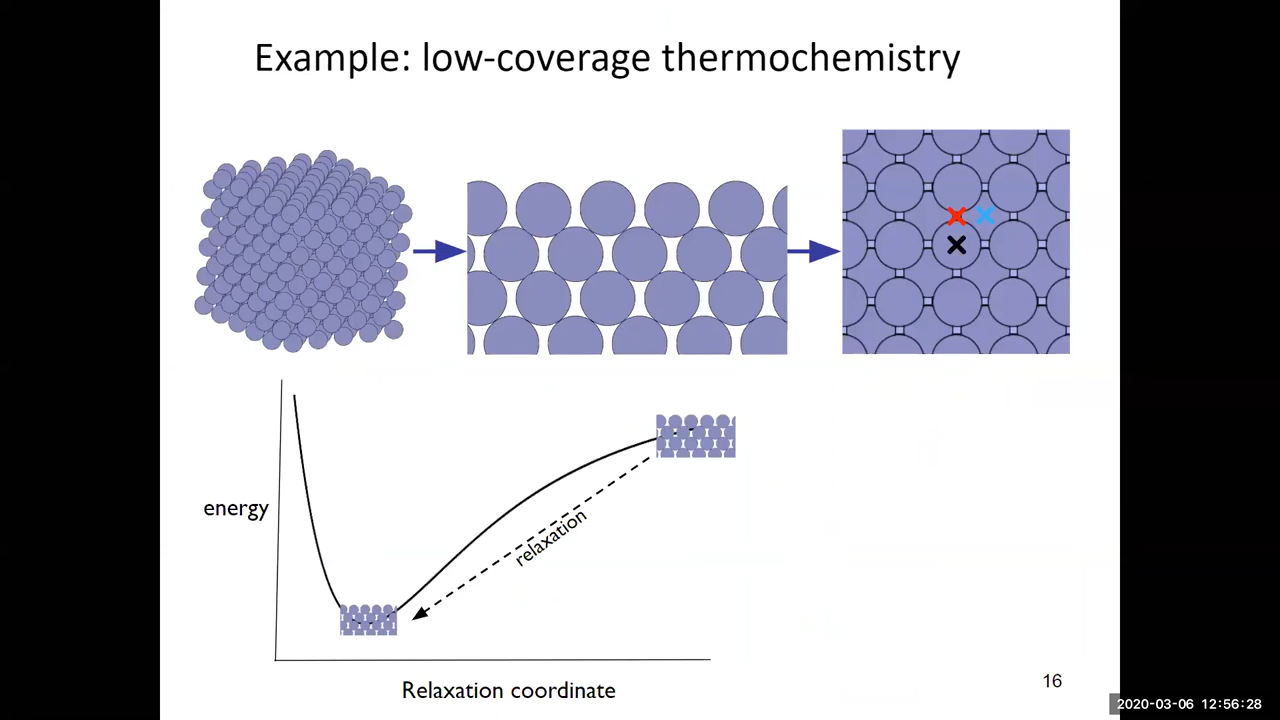 Example: low-coverage thermochemistry
energy
relaxation
Relaxation coordinate
16
2020-03-06 12:56:28